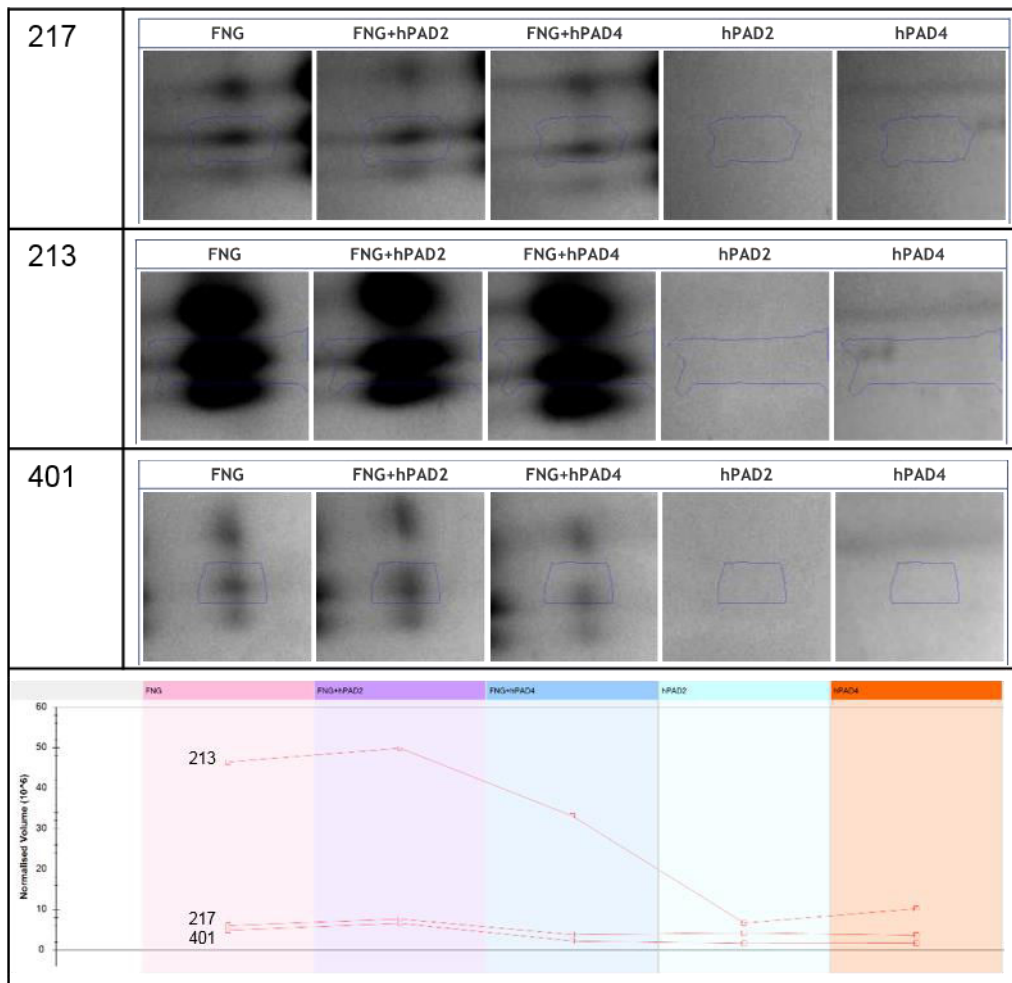 217
FNG FNG+hPAD2 FNG+hPAD4 hPAD2 hPAD4
213
FNG FNG+hPAD2 FNG+hPAD4 hPAD2 hPAD4
401
FNG FNG+hPAD2 FNG+hPAD4 hPAD2 hPAD4
FNG FNG+hPAD2 FNG+hPAD4 hPAD2 hPAD4
Normalised Volume (10^6)
60
50
40
30
20
10
0
213
217
401